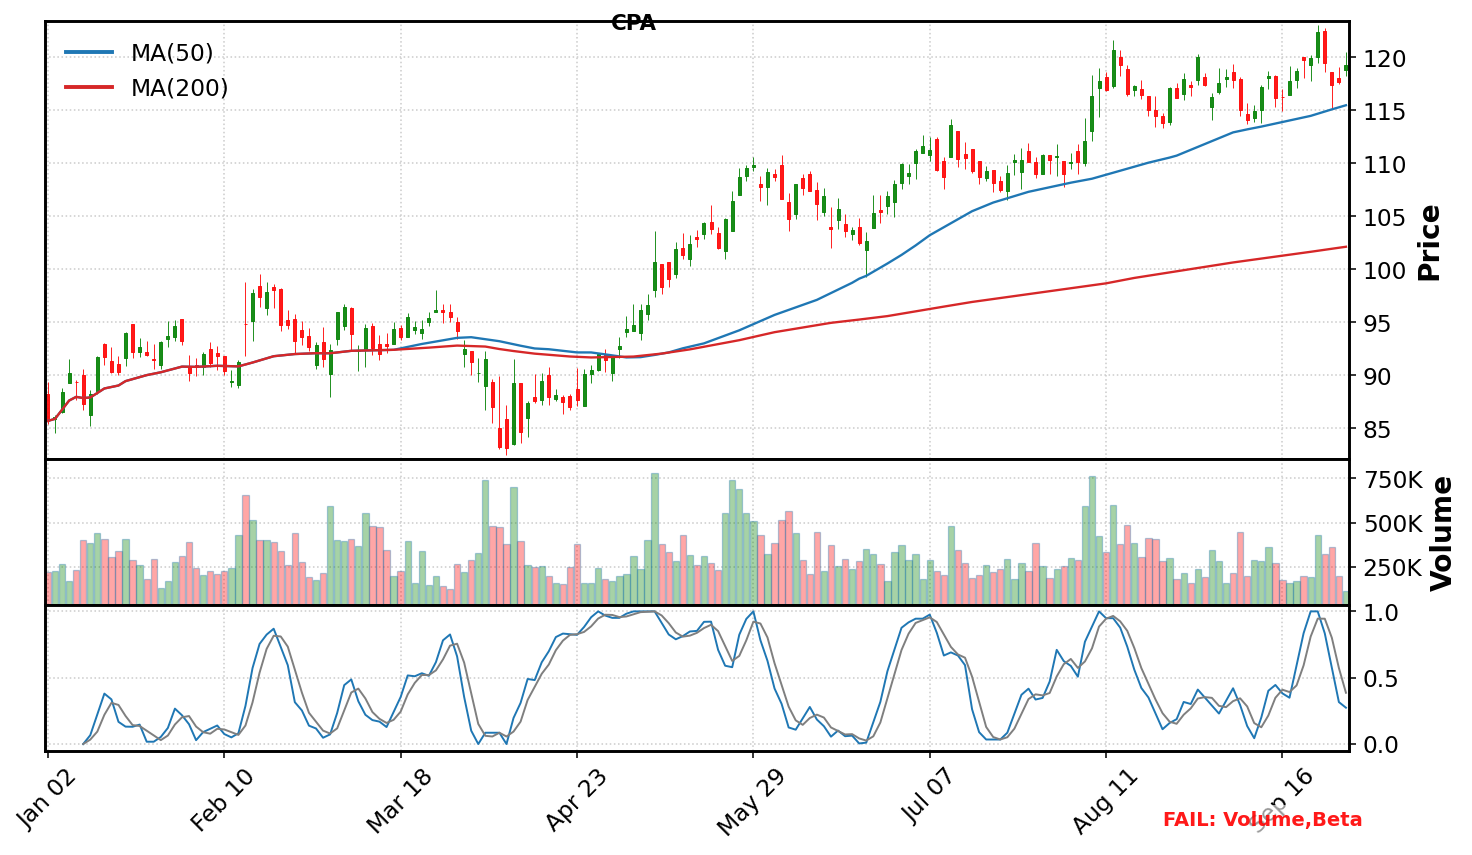 CPA
MA(50)
MA(200)
120
115
110
105
100
95
90
85
Price
750K
500K
250K
Volume
1.0
0.5
0.0
Jan 02
Feb 10
Mar 18
Apr 23
May 29
Jul 07
Aug 11
Sep 16
FAIL: Volume,Beta